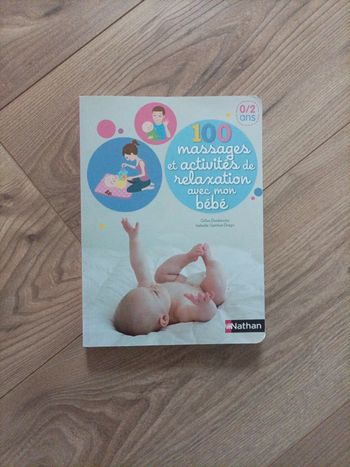 0/2
ans
100
massages
et activités de
relaxation
avec mon
bébé
Nathan